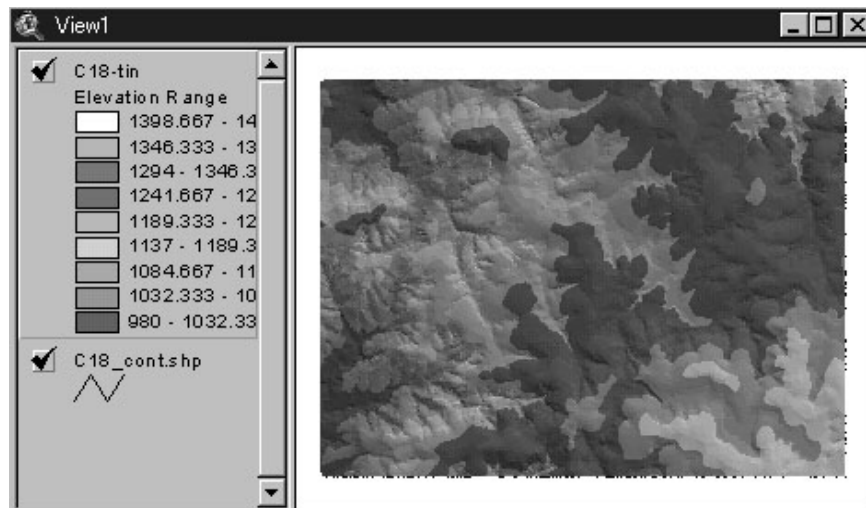 View1
C18-tin
Elevation Range
1398.667 - 14
1346.333 - 13
1294 - 1346.3
1241.667 - 12
1189.333 - 12
1137 - 1189.3
1084.667 - 11
1032.333 - 10
980 - 1032.33
C18_cont.shp